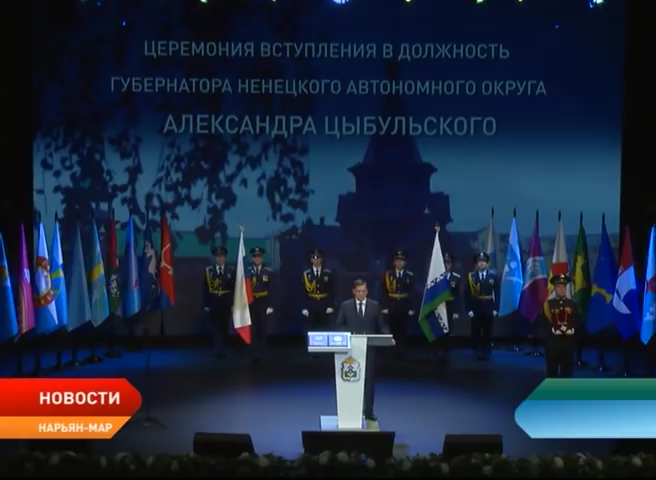 ЦЕРЕМОНИЯ ВСТУПЛЕНИЯ В ДОЛЖНОСТЬ
ГУБЕРНАТОРА НЕНЕЦКОГО АВТОНОМНОГО ОКРУГА
АЛЕКСАНДРА ЦЫБУЛЬСКОГО
НОВОСТИ
НАРЬЯН-МАР